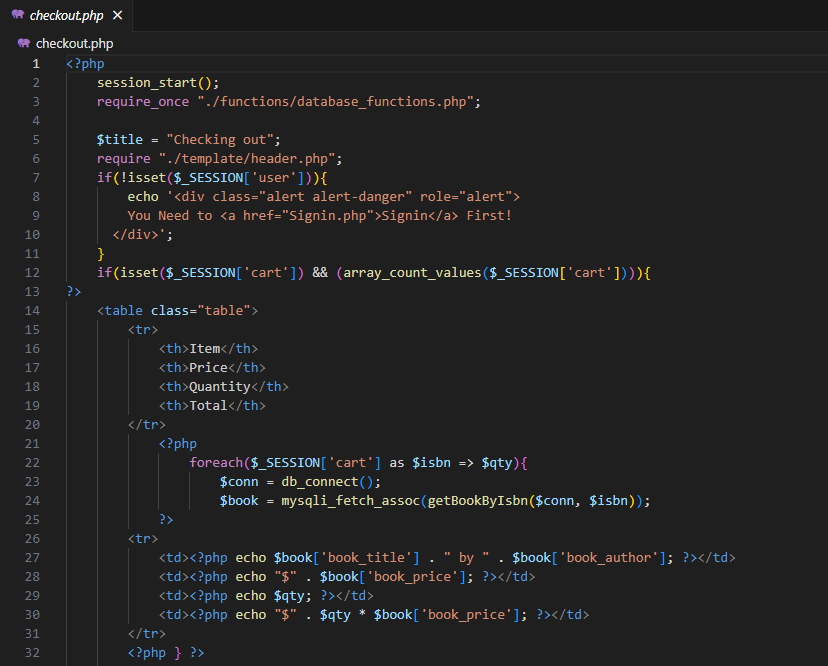 checkout.php ✕
checkout.php
1 <?php
2     session_start();
3     require_once "./functions/database_functions.php";
4
5     $title = "Checking out";
6     require "./template/header.php";
7     if(!isset($_SESSION['user'])){
8         echo '<div class="alert alert-danger" role="alert">
9         You Need to <a href="Signin.php">Signin</a> First!
10       </div>';
11     }
12     if(isset($_SESSION['cart']) && (array_count_values($_SESSION['cart']))){
13 ?>
14     <table class="table">
15         <tr>
16             <th>Item</th>
17             <th>Price</th>
18             <th>Quantity</th>
19             <th>Total</th>
20         </tr>
21             <?php
22                 foreach($_SESSION['cart'] as $isbn => $qty){
23                     $conn = db_connect();
24                     $book = mysqli_fetch_assoc(getBookByIsbn($conn, $isbn));
25             ?>
26         <tr>
27             <td><?php echo $book['book_title'] . " by " . $book['book_author']; ?></td>
28             <td><?php echo "$" . $book['book_price']; ?></td>
29             <td><?php echo $qty; ?></td>
30             <td><?php echo "$" . $qty * $book['book_price']; ?></td>
31         </tr>
32         <?php } ?>